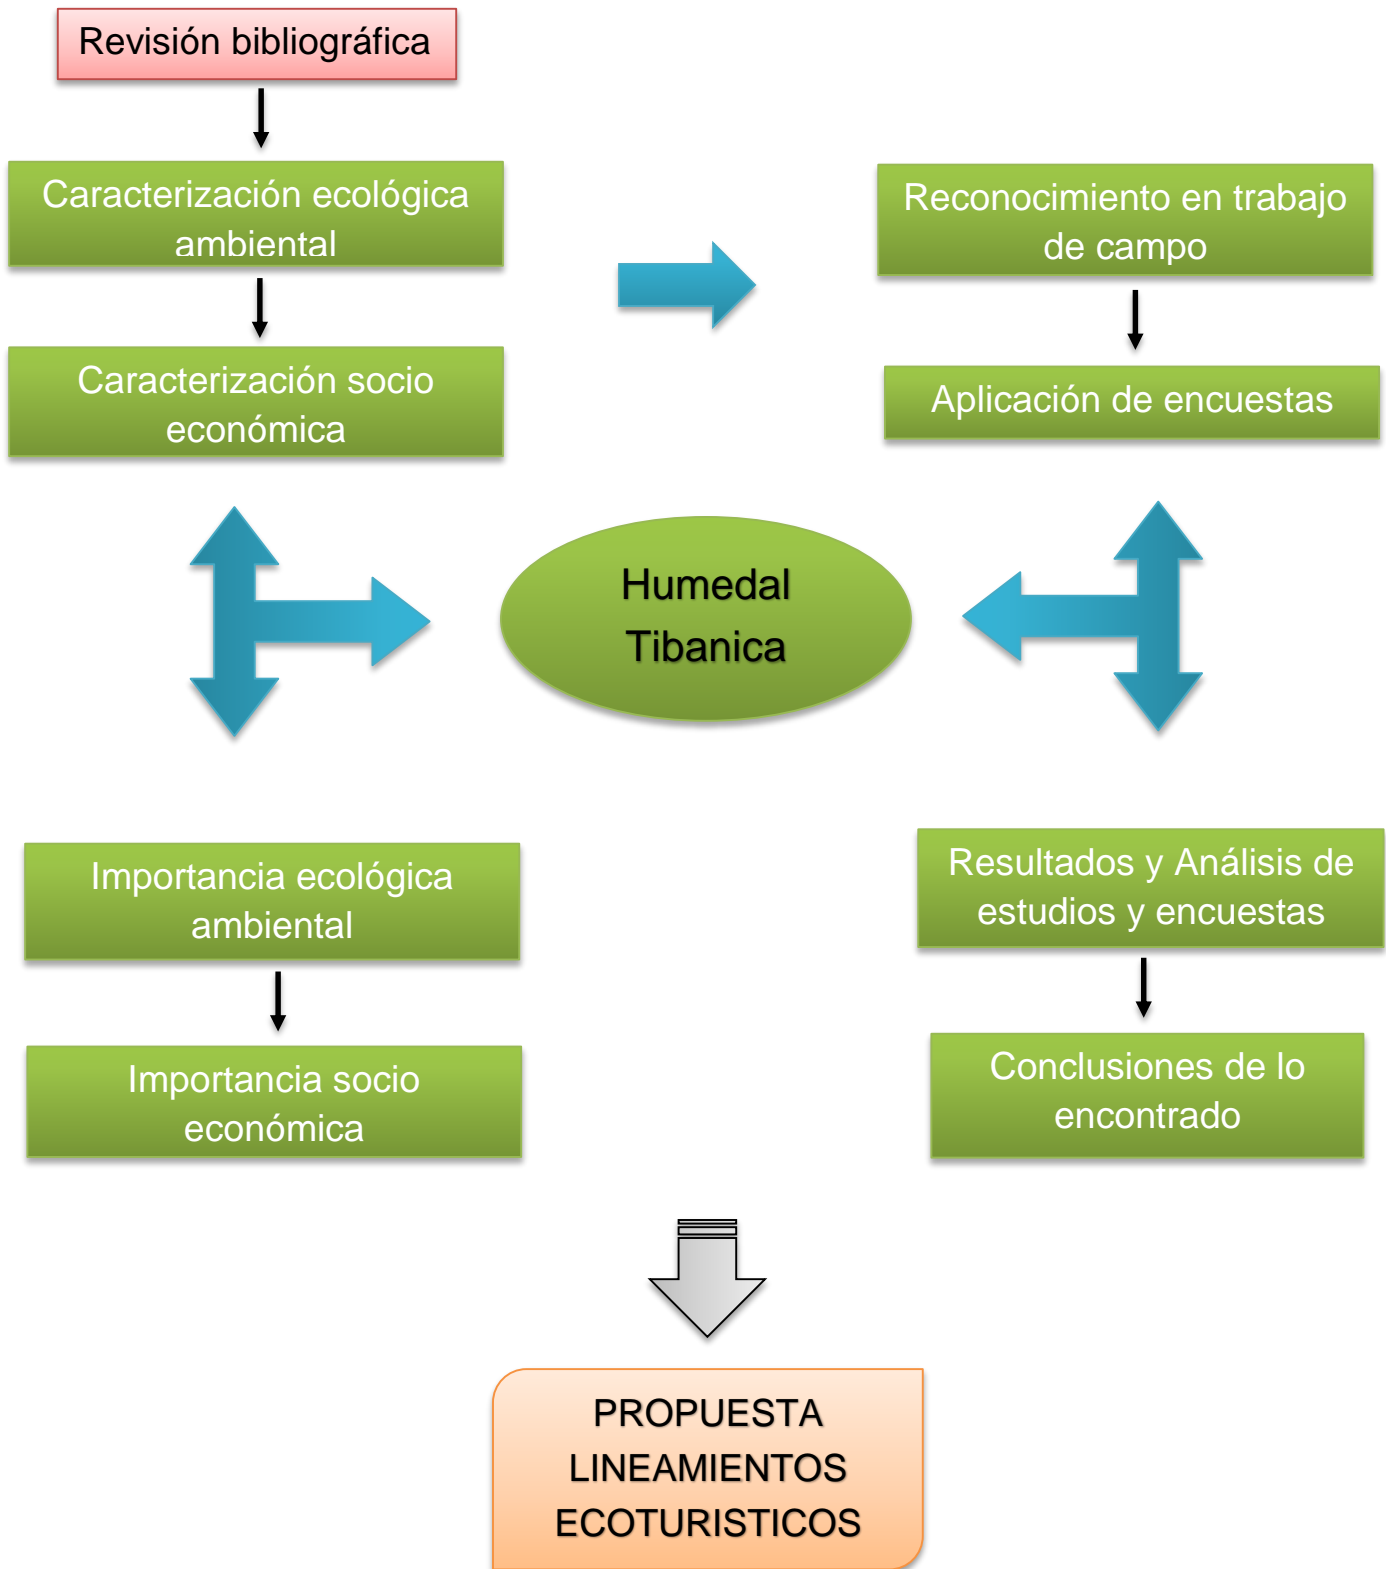 Revisión bibliográfica
Caracterización ecológica
ambiental
Caracterización socio
económica
Reconocimiento en trabajo
de campo
Aplicación de encuestas
Humedal
Tibanica
Importancia ecológica
ambiental
Importancia socio
económica
Resultados y Análisis de
estudios y encuestas
Conclusiones de lo
encontrado
PROPUESTA
LINEAMIENTOS
ECOTURISTICOS